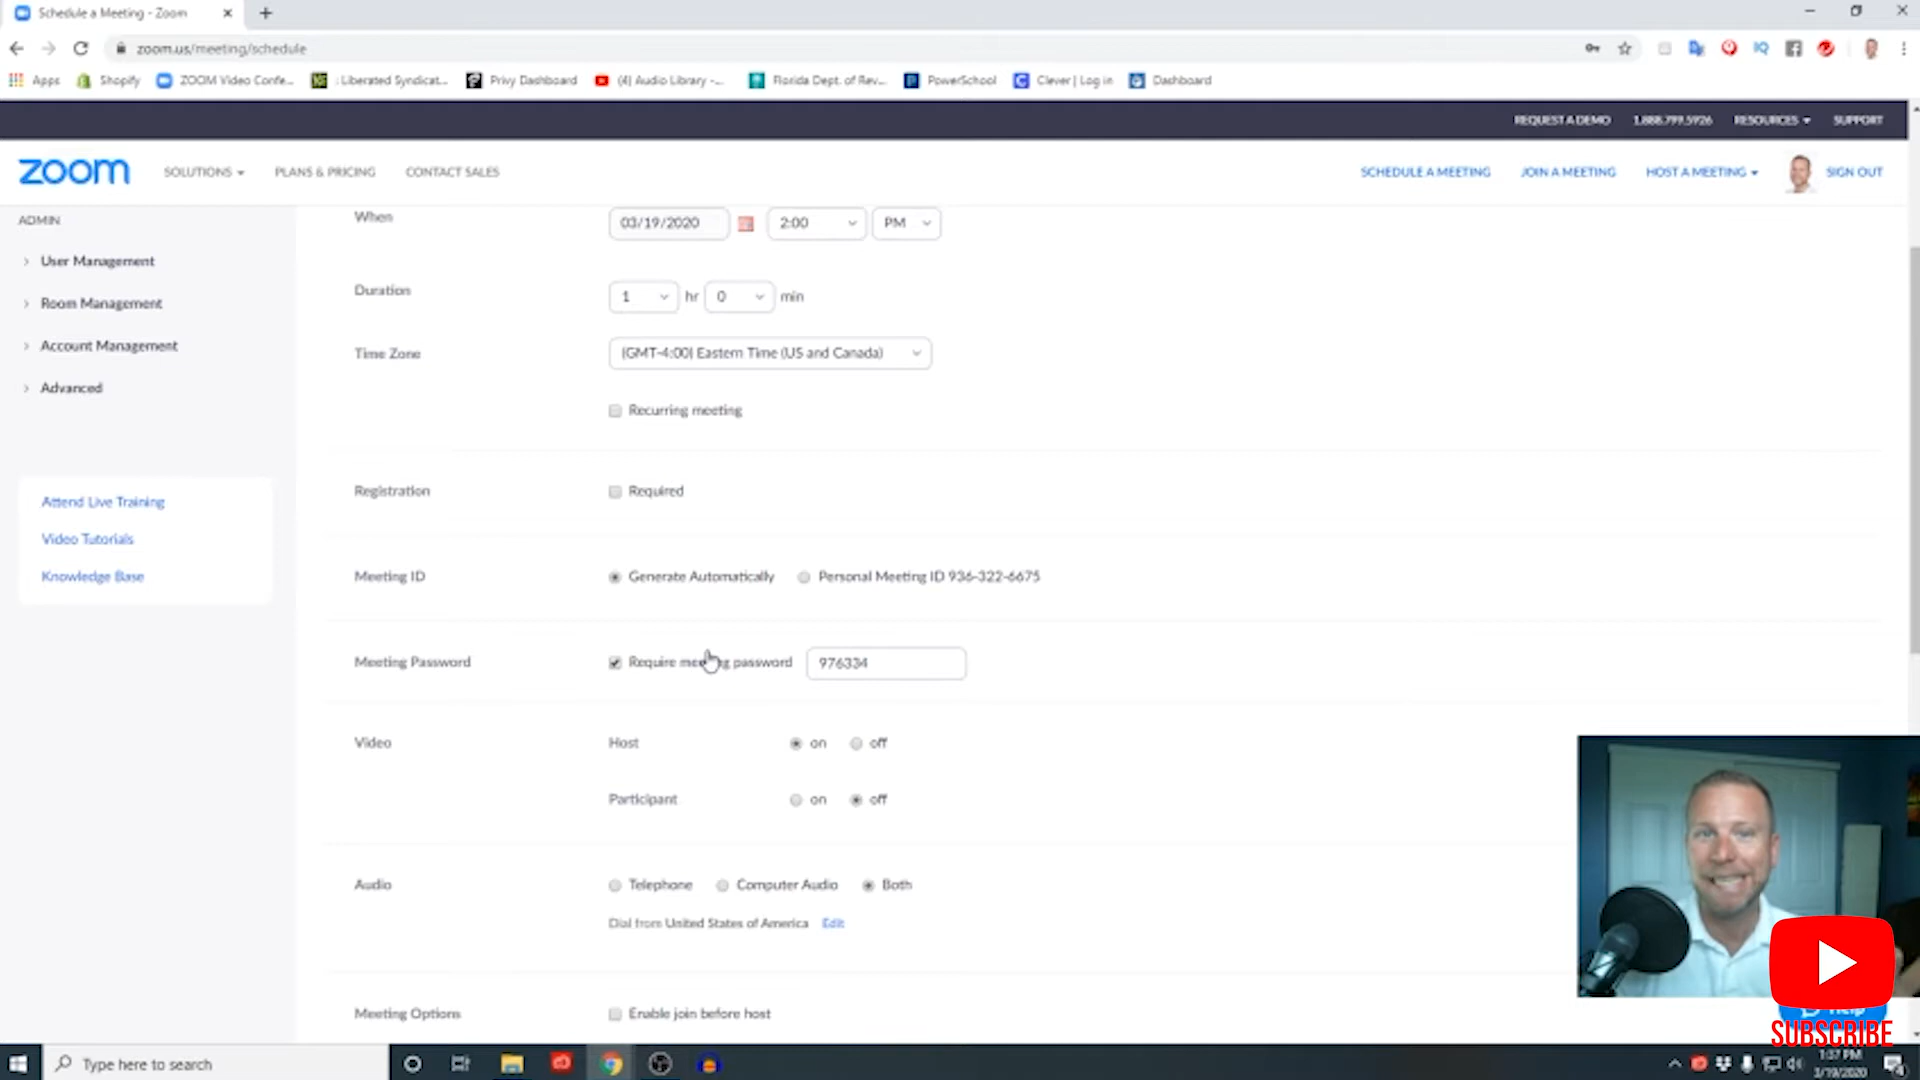 Schedule a Meeting - Zoom
zoom.us/meeting/schedule
Apps Shopify ZOOM Video Confe... : Liberated Syndicat... Privy Dashboard (4) Audio Library -... Florida Dept. of Rev... PowerSchool Clever | Log in Dashboard
REQUEST A DEMO 1.888.799.5926 RESOURCES SUPPORT
zoom SOLUTIONS PLANS & PRICING CONTACT SALES SCHEDULE A MEETING JOIN A MEETING HOST A MEETING SIGN OUT
ADMIN
User Management
Room Management
Account Management
Advanced
Attend Live Training
Video Tutorials
Knowledge Base
When 03/19/2020 2:00 PM
Duration 1 hr 0 min
Time Zone (GMT-4:00) Eastern Time (US and Canada)
Recurring meeting
Registration Required
Meeting ID Generate Automatically Personal Meeting ID 936-322-6675
Meeting Password Require password 976334
Video Host on off
Participant on off
Audio Telephone Computer Audio Both
Dial from United States of America Edit
Meeting Options Enable join before host
Help
SUBSCRIBE
Type here to search
1:37 PM
3/19/2020